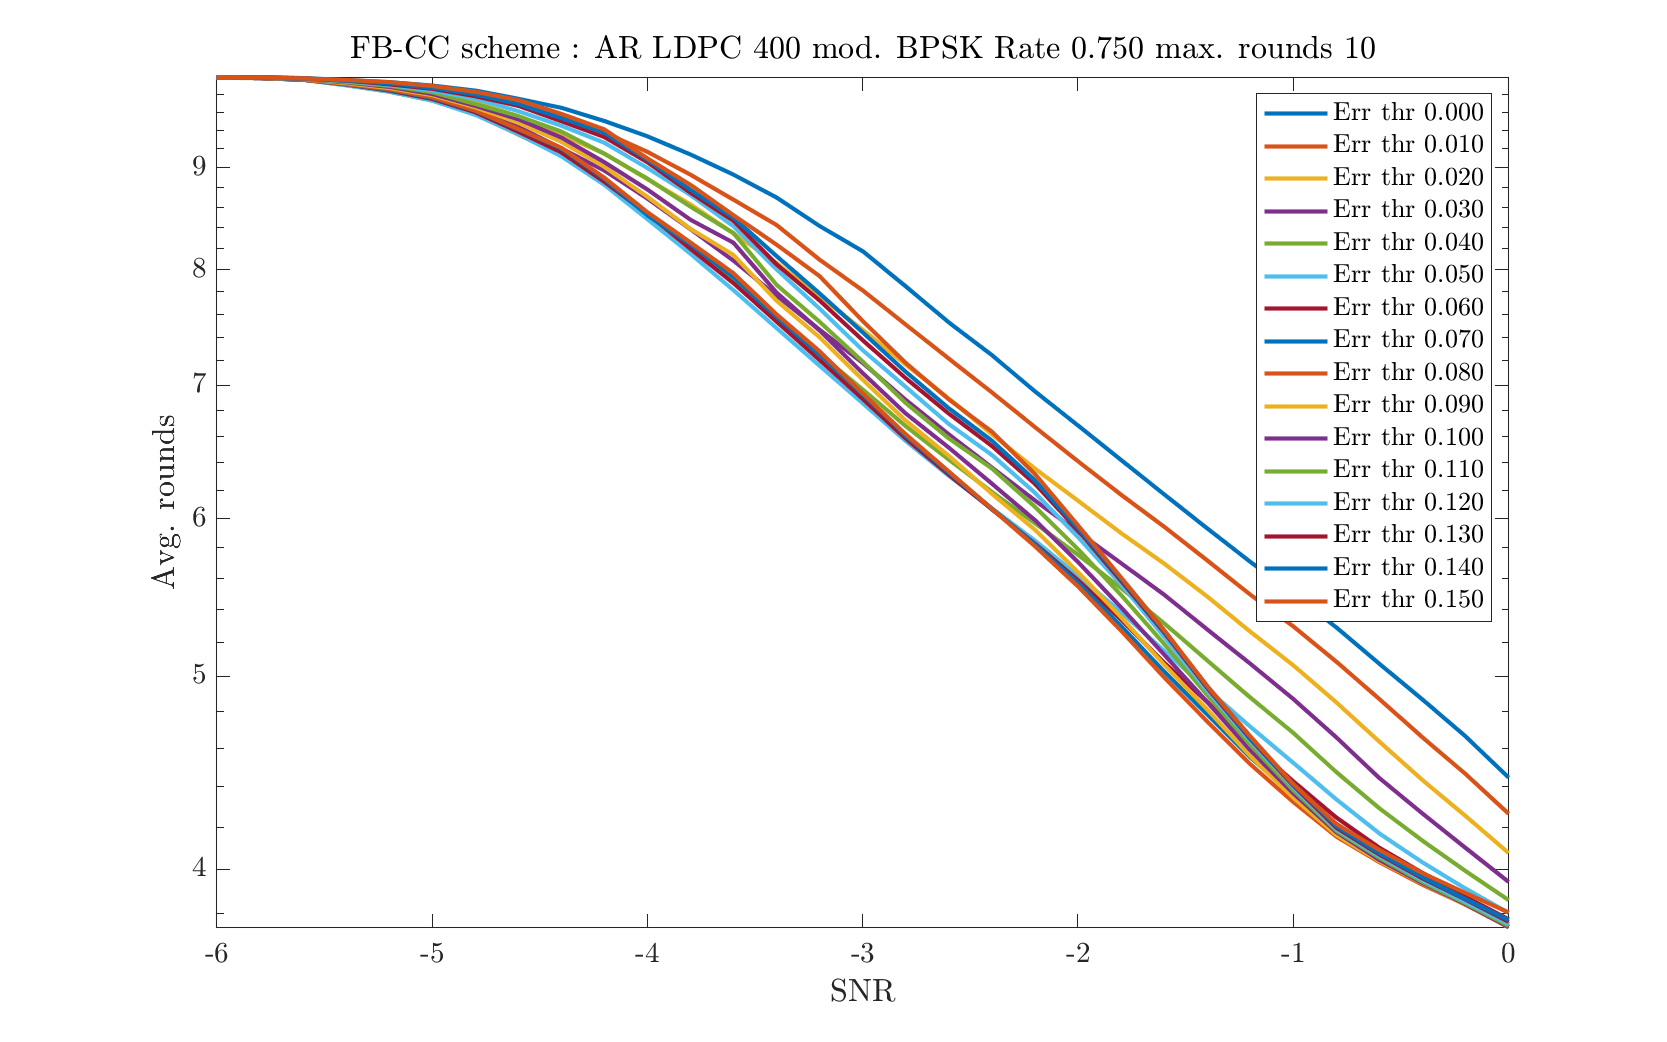 FB-CC scheme : AR LDPC 400 mod. BPSK Rate 0.750 max. rounds 10
Err thr 0.000
Err thr 0.010
Err thr 0.020
Err thr 0.030
Err thr 0.040
Err thr 0.050
Err thr 0.060
Err thr 0.070
Err thr 0.080
Err thr 0.090
Err thr 0.100
Err thr 0.110
Err thr 0.120
Err thr 0.130
Err thr 0.140
Err thr 0.150
9
8
7
6
5
4
Avg. rounds
-6 -5 -4 -3 -2 -1 0
SNR